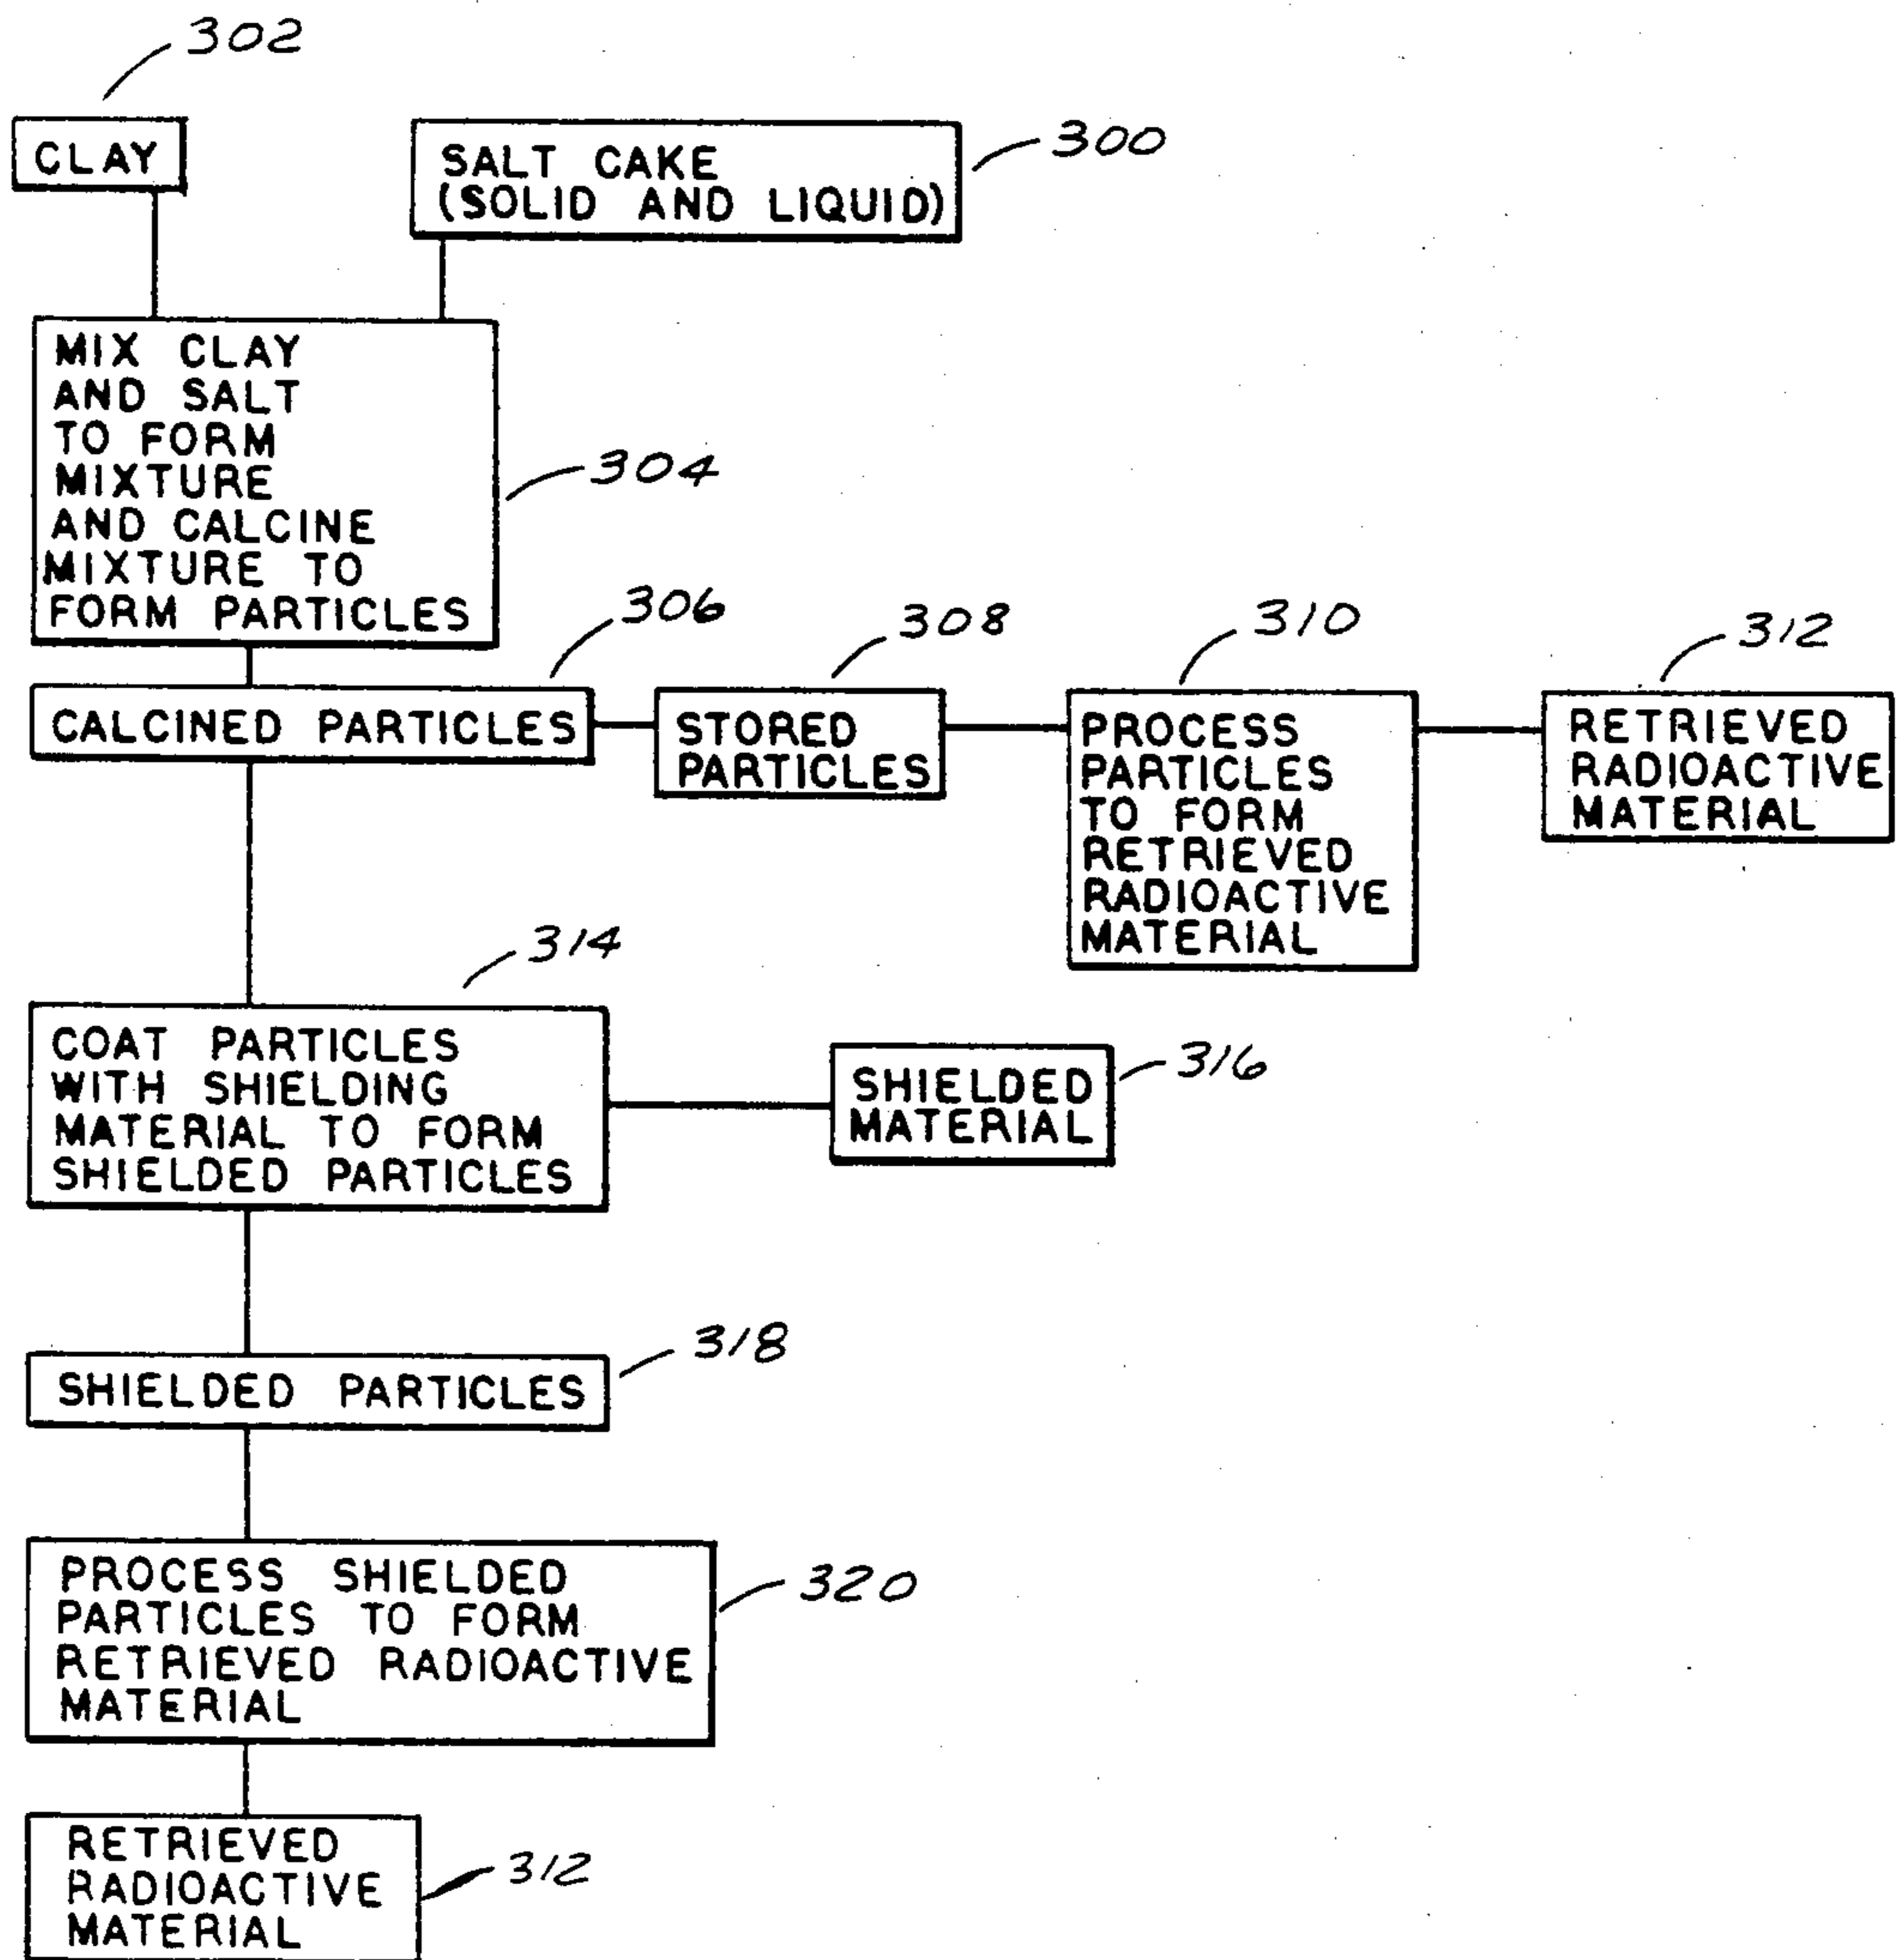 302
CLAY
SALT CAKE
(SOLID AND LIQUID)
300
MIX CLAY
AND SALT
TO FORM
MIXTURE
AND CALCINE
MIXTURE TO
FORM PARTICLES
304
CALCINED PARTICLES
306
STORED
PARTICLES
308
PROCESS
PARTICLES
TO FORM
RETRIEVED
RADIOACTIVE
MATERIAL
310
RETRIEVED
RADIOACTIVE
MATERIAL
312
COAT PARTICLES
WITH SHIELDING
MATERIAL TO FORM
SHIELDED PARTICLES
314
SHIELDED
MATERIAL
316
SHIELDED PARTICLES
318
PROCESS SHIELDED
PARTICLES TO FORM
RETRIEVED RADIOACTIVE
MATERIAL
320
RETRIEVED
RADIOACTIVE
MATERIAL
312